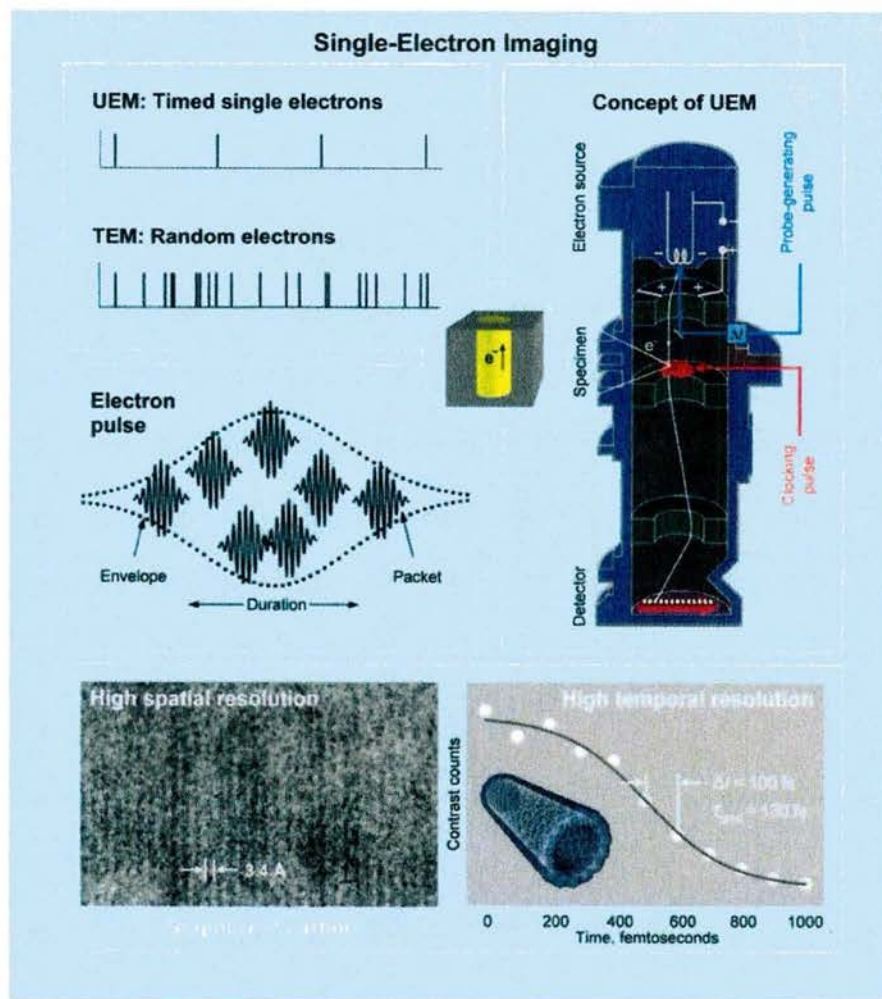 Single-Electron Imaging
UEM: Timed single electrons
TEM: Random electrons
Electron
pulse
Envelope
Packet
Duration
e⁻
Concept of UEM
Electron source
Specimen
Detector
Probe-generating
pulse
Clocking
pulse
e⁻
Δt
High spatial resolution
3.4 Å
High temporal resolution
Contrast counts
Δt = 100 fs
0 200 400 600 800 1000
Time, femtoseconds